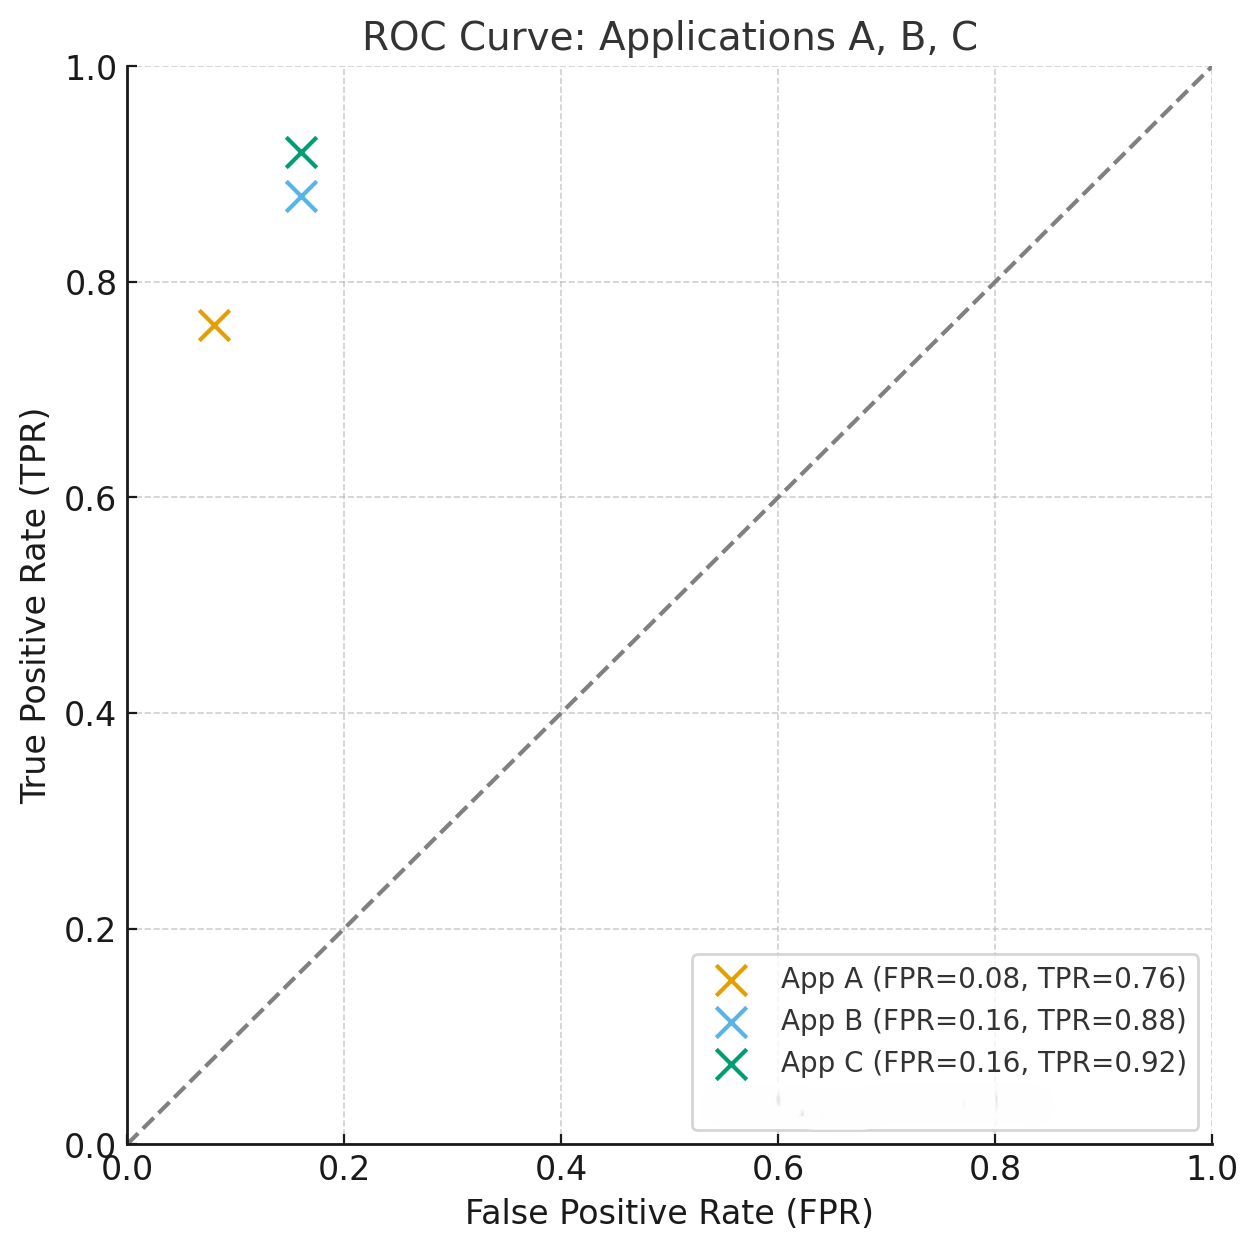 ROC Curve: Applications A, B, C
1.0
0.8
0.6
0.4
0.2
0.0
True Positive Rate (TPR)
App A (FPR=0.08, TPR=0.76)
App B (FPR=0.16, TPR=0.88)
App C (FPR=0.16, TPR=0.92)
0.0 0.2 0.4 0.6 0.8 1.0
False Positive Rate (FPR)